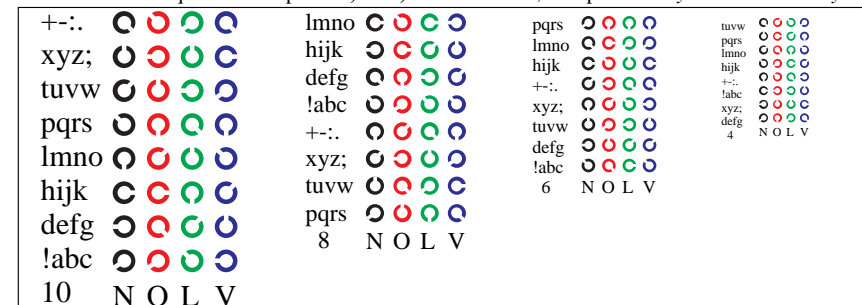 +-:.
xyz;
tuvw
pqrs
lmno
hijk
defg
!abc
10 N O L V
lmno
hijk
defg
!abc
+-:.
xyz;
tuvw
pqrs
8 N O L V
pqrs
lmno
hijk
+-:.
xyz;
tuvw
defg
!abc
6 N O L V
tuvw
pqrs
lmno
hijk
+-:.
!abc
xyz;
defg
4 N O L V